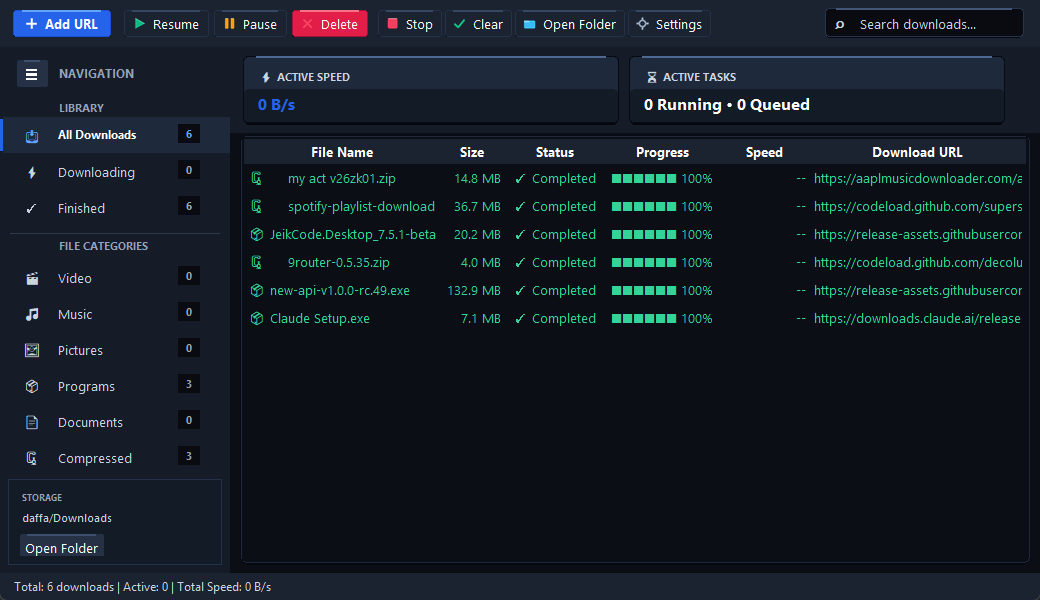 Add URL Resume Pause Delete Stop Clear Open Folder Settings Search downloads...
NAVIGATION
LIBRARY
All Downloads 6
Downloading 0
Finished 6
FILE CATEGORIES
Video 0
Music 0
Pictures 0
Programs 3
Documents 0
Compressed 3
STORAGE
daffa/Downloads
Open Folder
ACTIVE SPEED
0 B/s
ACTIVE TASKS
0 Running • 0 Queued
File Name Size Status Progress Speed Download URL
my act v26zk01.zip 14.8 MB ✓ Completed 100% -- https://aaplmusicdownloader.com/a
spotify-playlist-download 36.7 MB ✓ Completed 100% -- https://codeload.github.com/supers
JeikCode.Desktop_7.5.1-beta 20.2 MB ✓ Completed 100% -- https://release-assets.githubusercor
9router-0.5.35.zip 4.0 MB ✓ Completed 100% -- https://codeload.github.com/decolu
new-api-v1.0.0-rc.49.exe 132.9 MB ✓ Completed 100% -- https://release-assets.githubusercor
Claude Setup.exe 7.1 MB ✓ Completed 100% -- https://downloads.claude.ai/release
Total: 6 downloads | Active: 0 | Total Speed: 0 B/s